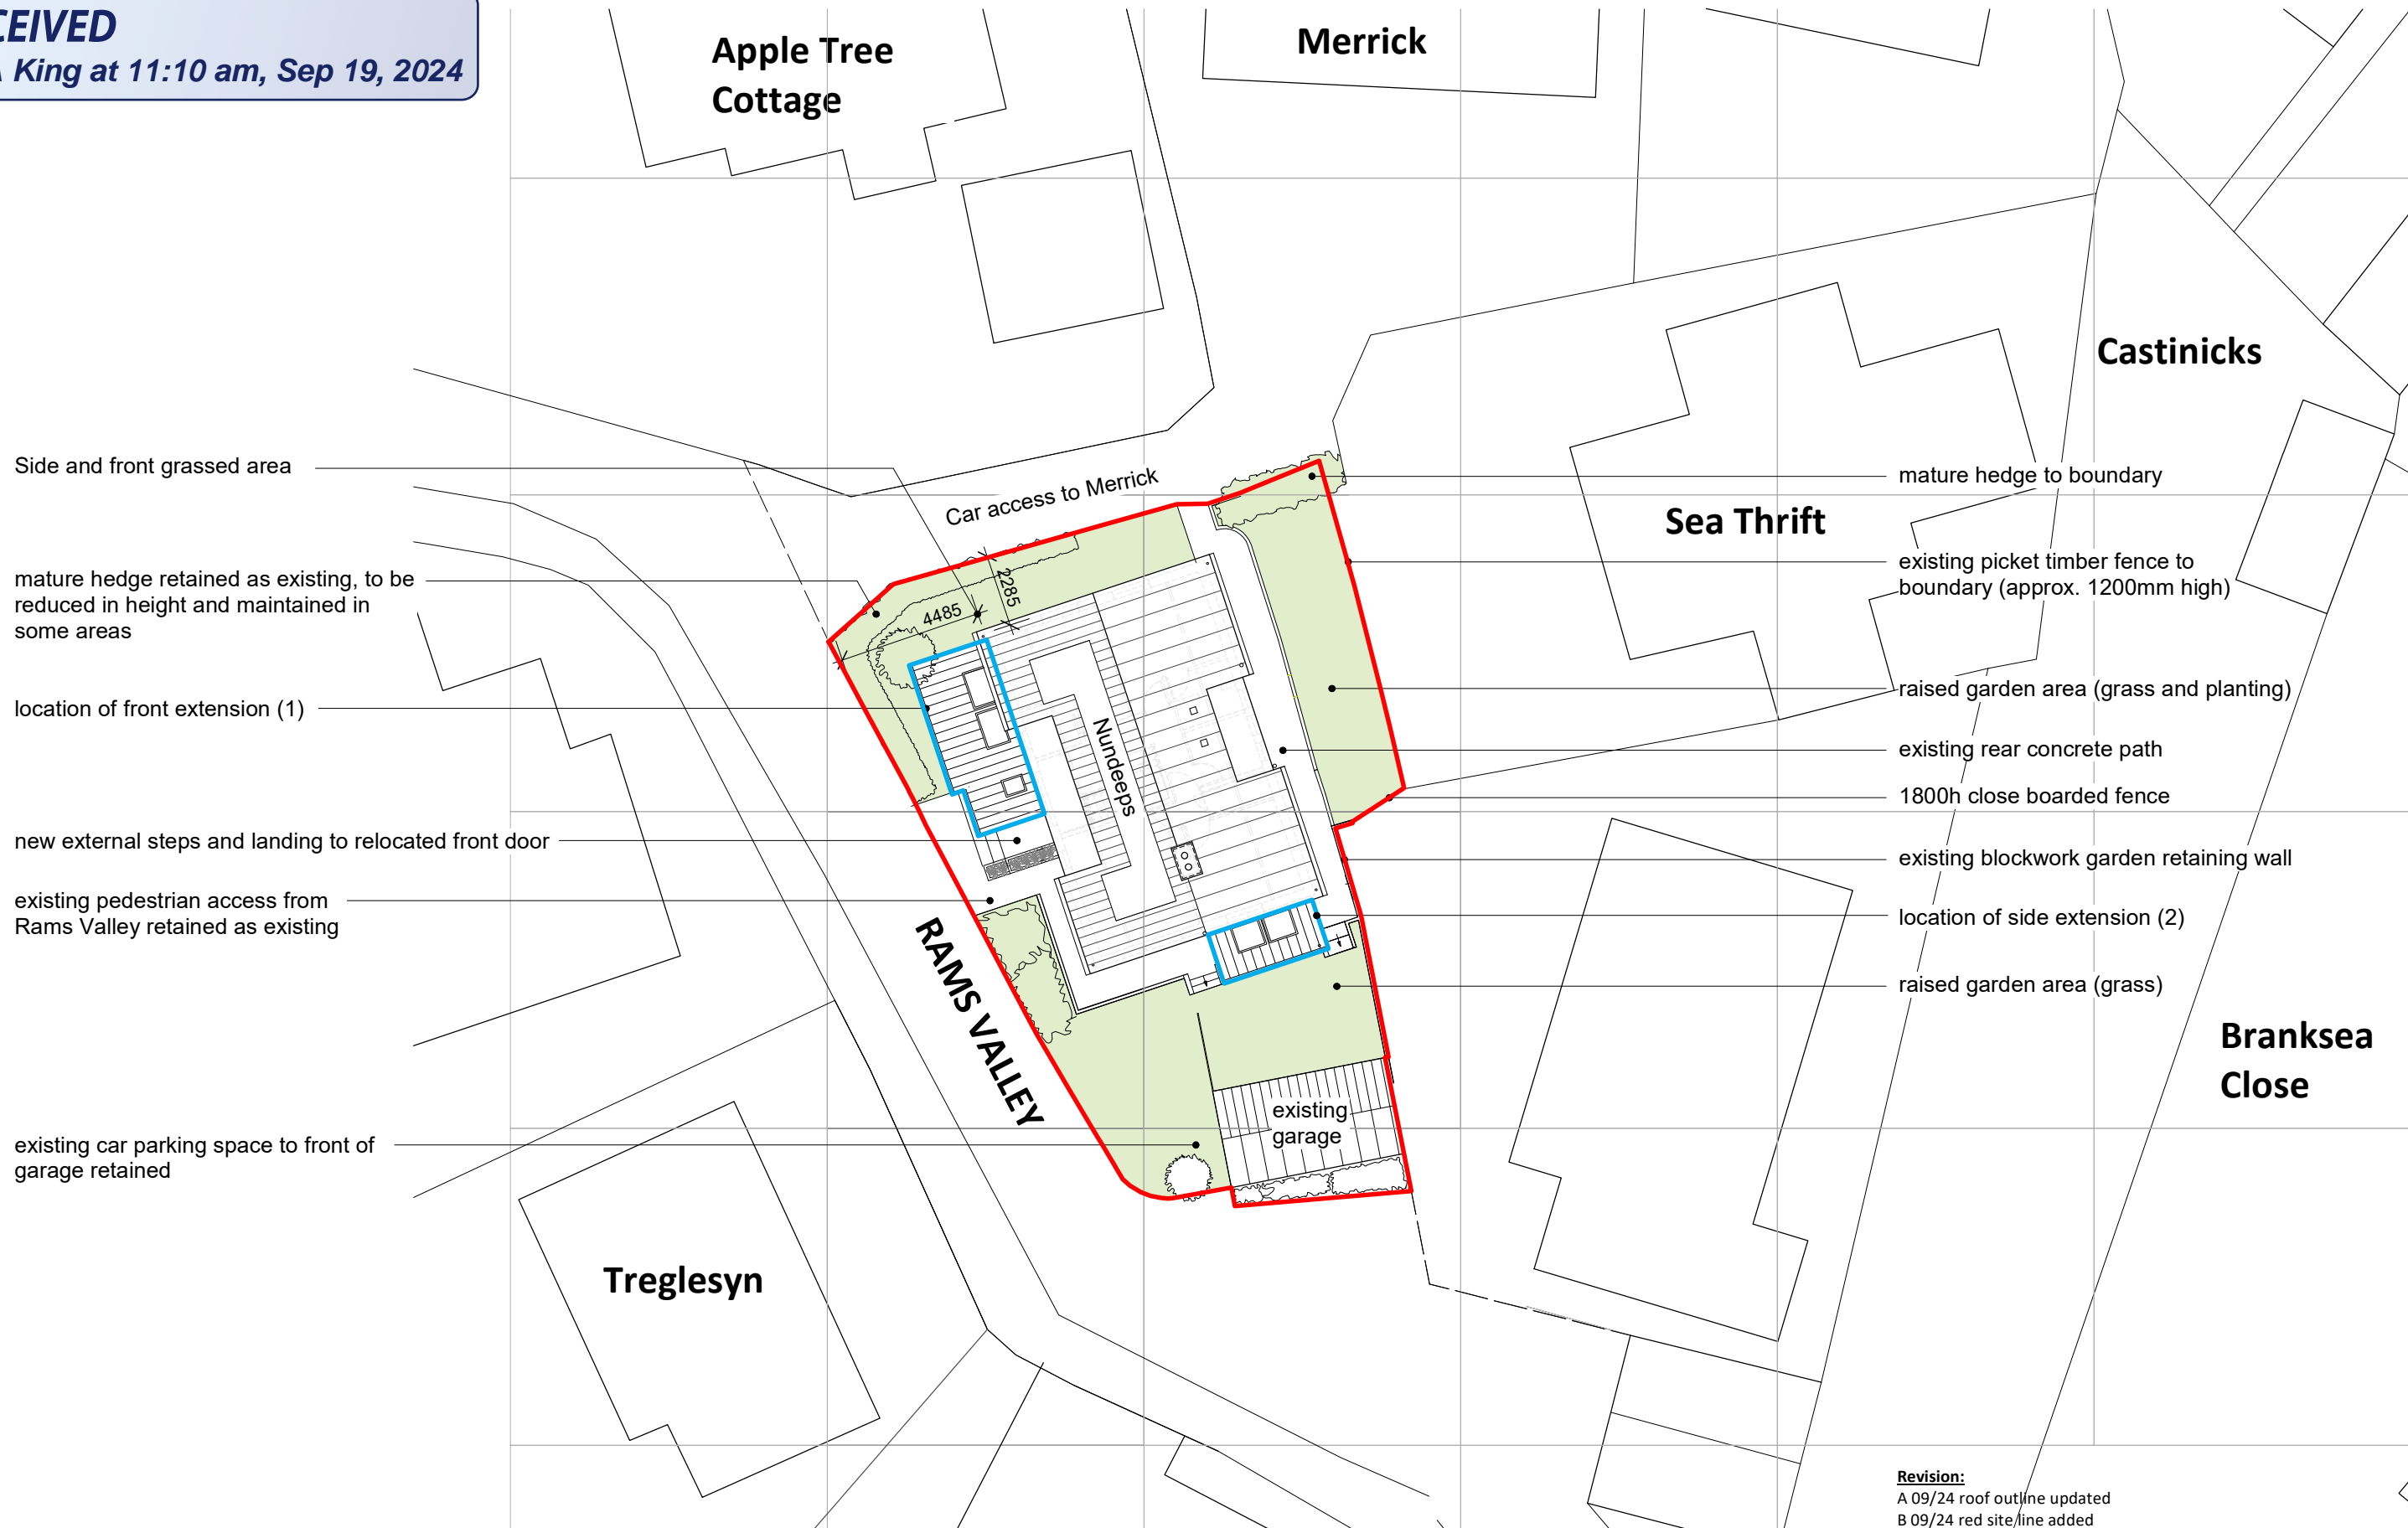 CEIVED
A King at 11:10 am, Sep 19, 2024
Apple Tree
Cottage
Merrick
Castinicks
Sea Thrift
Car access to Merrick
2285
4485
Nundeeps
RAMS VALLEY
existing
garage
Treglesyn
Branksea
Close
Side and front grassed area
mature hedge retained as existing, to be
reduced in height and maintained in
some areas
location of front extension (1)
new external steps and landing to relocated front door
existing pedestrian access from
Rams Valley retained as existing
existing car parking space to front of
garage retained
mature hedge to boundary
existing picket timber fence to
boundary (approx. 1200mm high)
raised garden area (grass and planting)
existing rear concrete path
1800h close boarded fence
existing blockwork garden retaining wall
location of side extension (2)
raised garden area (grass)
Revision:
A 09/24 roof outline updated
B 09/24 red site line added